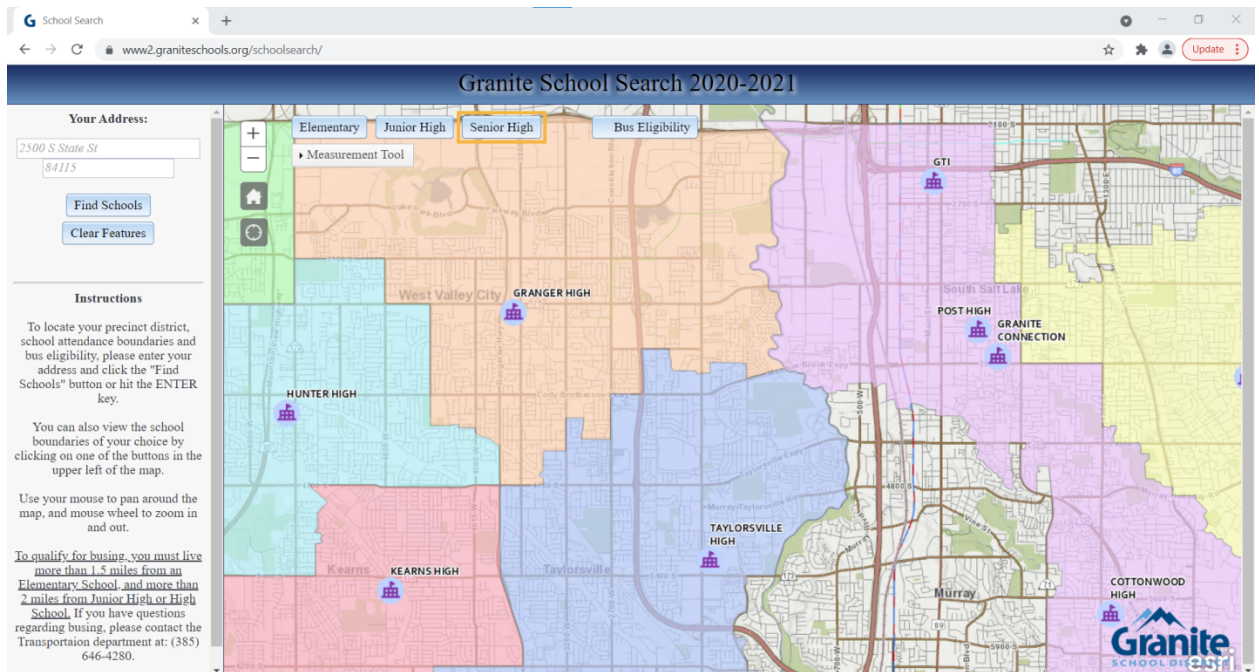 School Search
www2.graniteschools.org/schoolsearch/
Update
Granite School Search 2020-2021
Your Address:
2500 S State St
84115
Find Schools
Clear Features
Instructions
To locate your precinct district,
school attendance boundaries and
bus eligibility, please enter your
address and click the "Find
Schools" button or hit the ENTER
key.
You can also view the school
boundaries of your choice by
clicking on one of the buttons in the
upper left of the map.
Use your mouse to pan around the
map, and mouse wheel to zoom in
and out.
To qualify for busing, you must live
more than 1.5 miles from an
Elementary School, and more than
2 miles from Junior High or High
School. If you have questions
regarding busing, please contact the
Transportaion department at: (385)
646-4280.
Elementary
Junior High
Senior High
Bus Eligibility
Measurement Tool
GTI
West Valley City
GRANGER HIGH
South Salt Lake
POST HIGH
GRANITE
CONNECTION
HUNTER HIGH
500 W
4800 S
TAYLORSVILLE
HIGH
Kearns
KEARNS HIGH
Taylorsville
Murray
COTTONWOOD
HIGH
5900 S
Granite
SCHOOL DISTRICT
esri